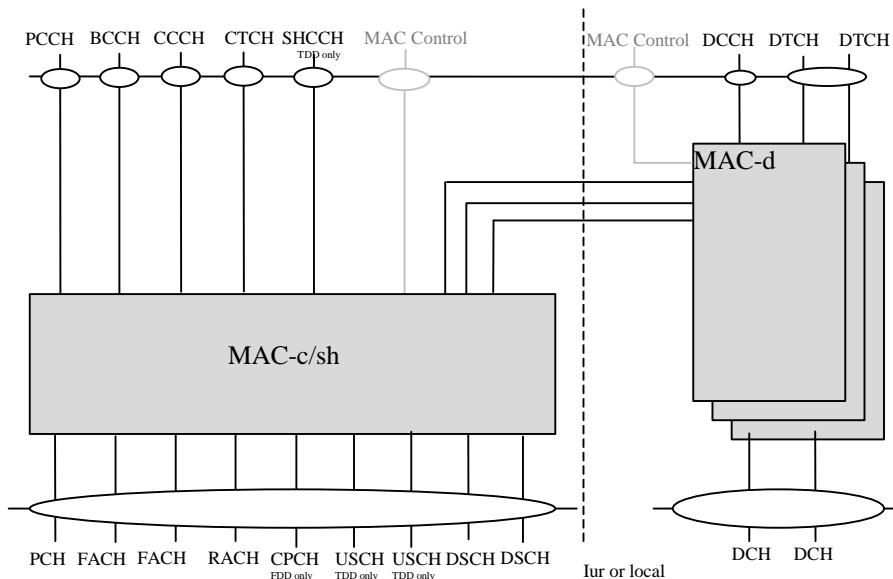 PCCH BCCH CCCH CTCH SHCCH MAC Control MAC Control DCCH DTCH DTCH
TDD only
MAC-d
MAC-c/sh
PCH FACH FACH RACH CPCH USCH USCH DSCH DSCH DCH DCH
FDD only TDD only TDD only
Iur or local